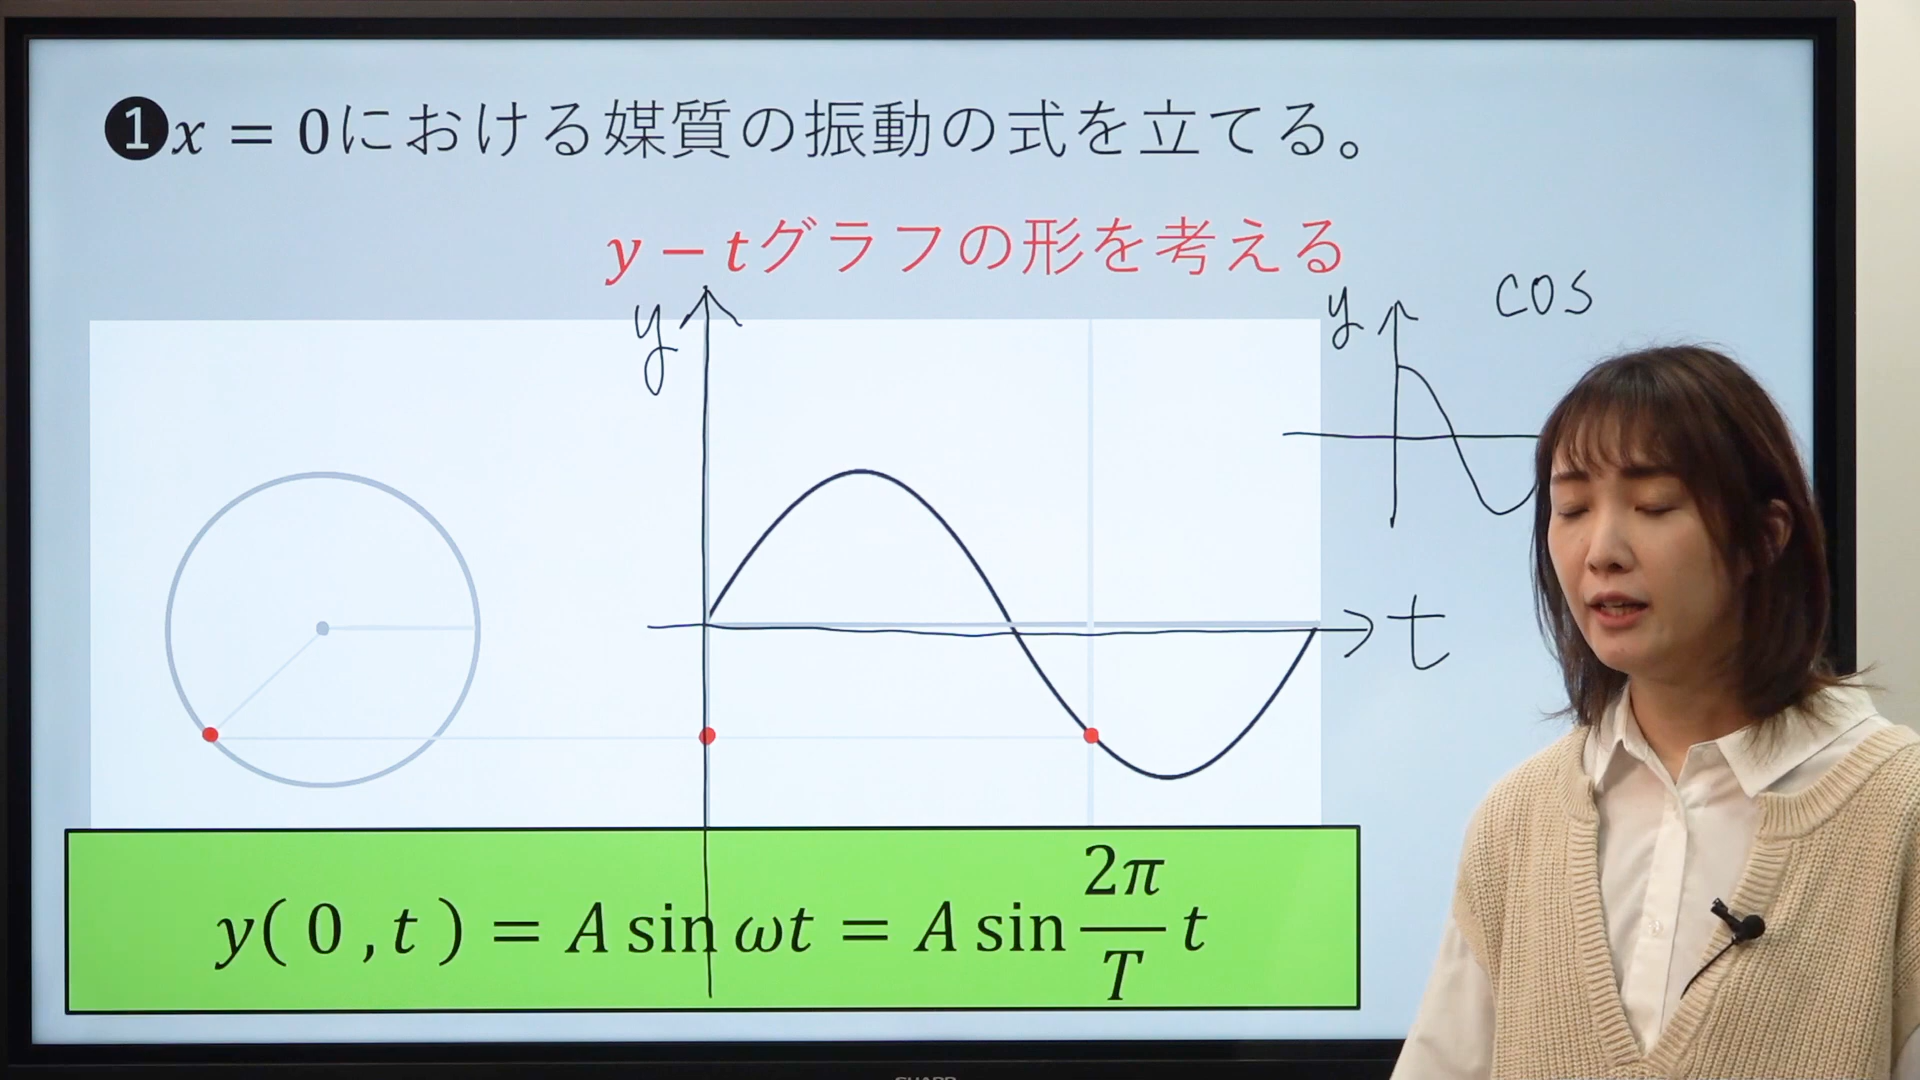 ❶x = 0における媒質の振動の式を立てる。
y − tグラフの形を考える
y
y
cos
t
y( 0 , t ) = A sin ωt = A sin 2π/T t